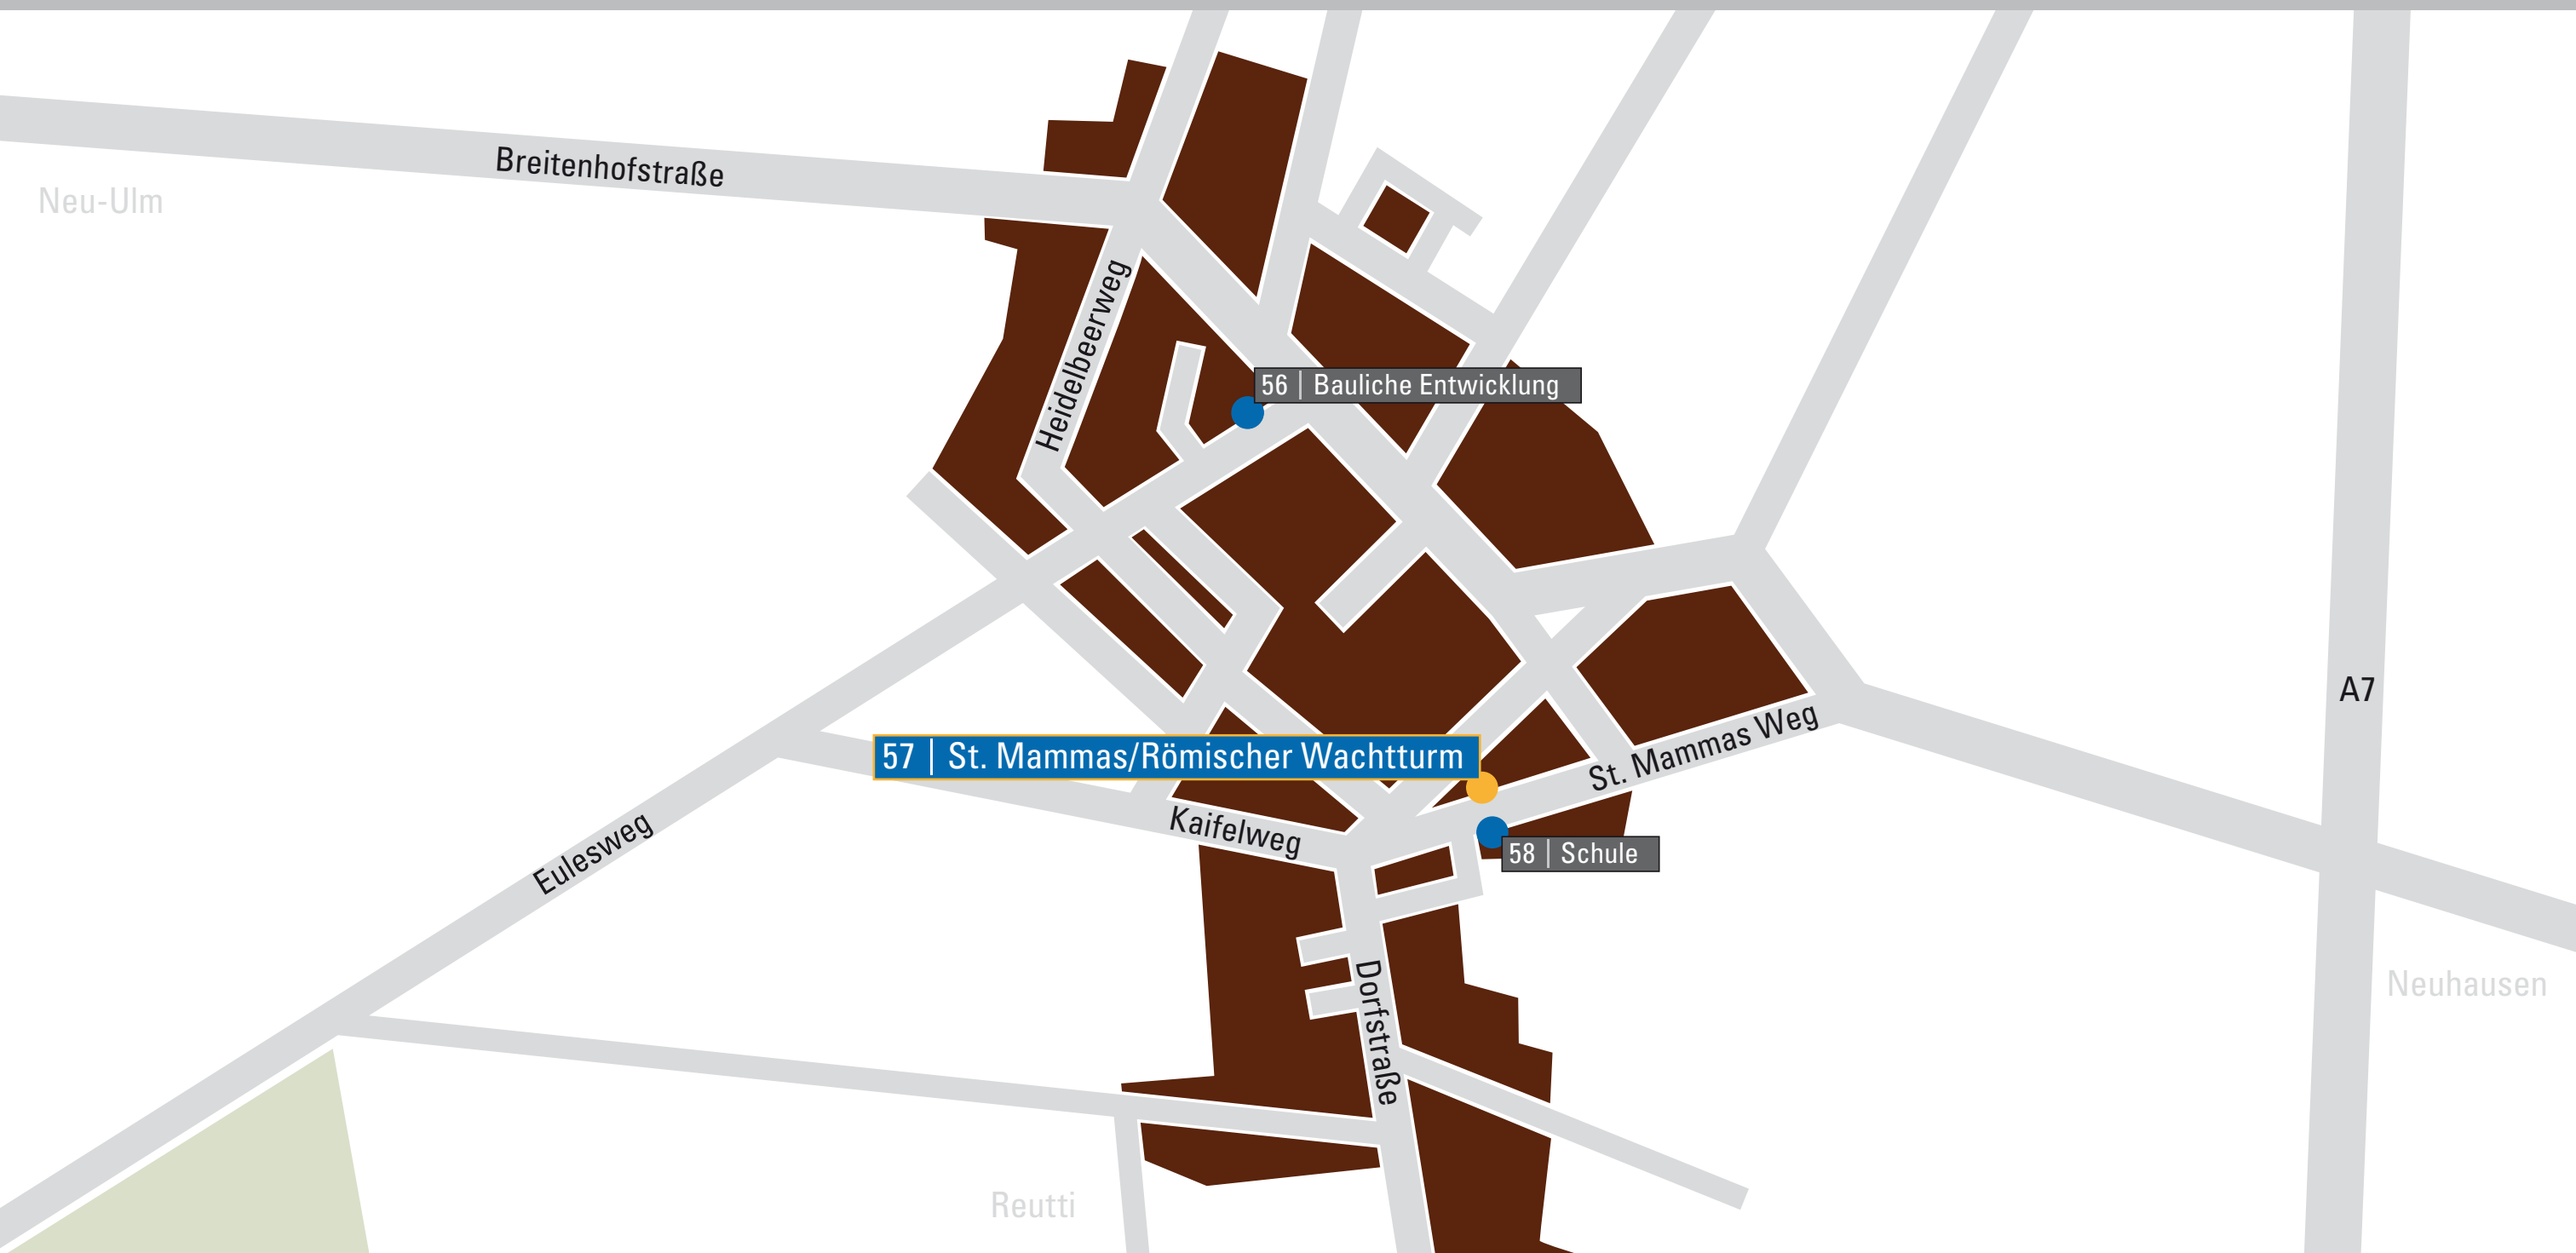 Breitenhofstraße
Neu-Ulm
Heidelbeerweg
56 | Bauliche Entwicklung
A7
57 | St. Mammas/Römischer Wachtturm
St. Mammas Weg
Kaifelweg
Eulesweg
58 | Schule
Dorfstraße
Neuhausen
Reutti